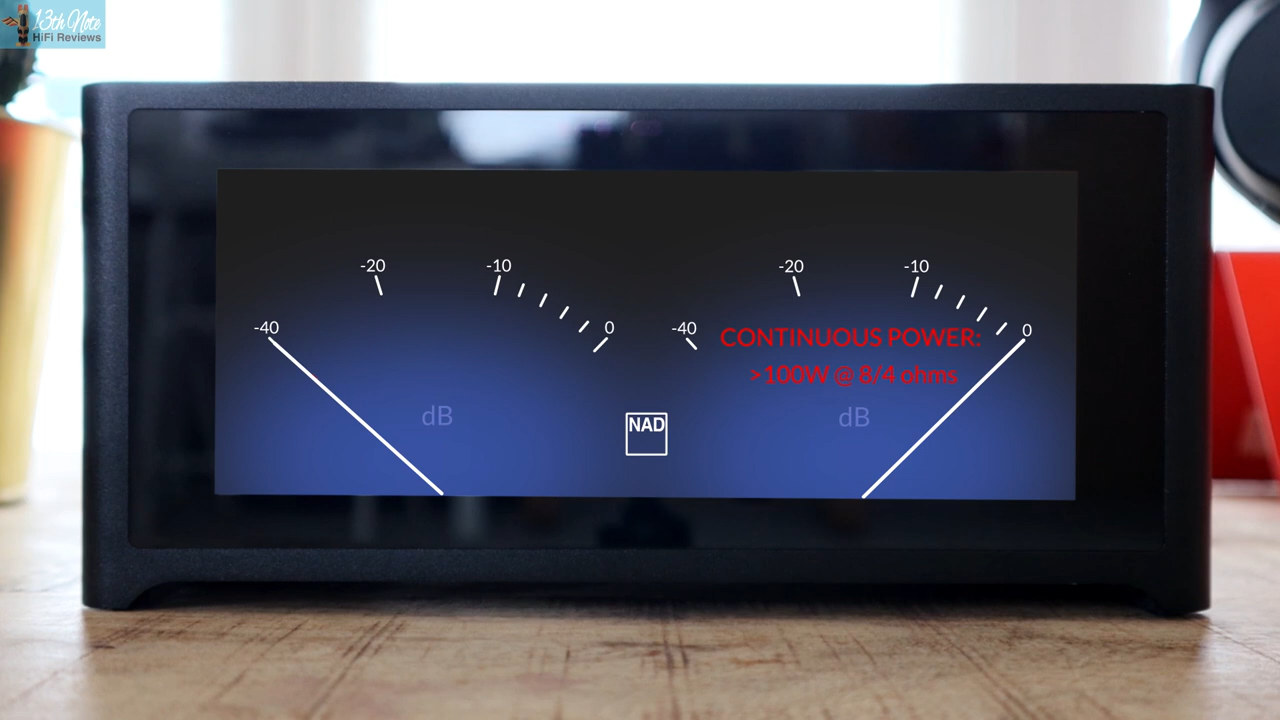 13th Note
HiFi Reviews
-20 -10 -20 -10
-40 0 -40 0
CONTINUOUS POWER:
>100W @ 8/4 ohms
dB dB
NAD